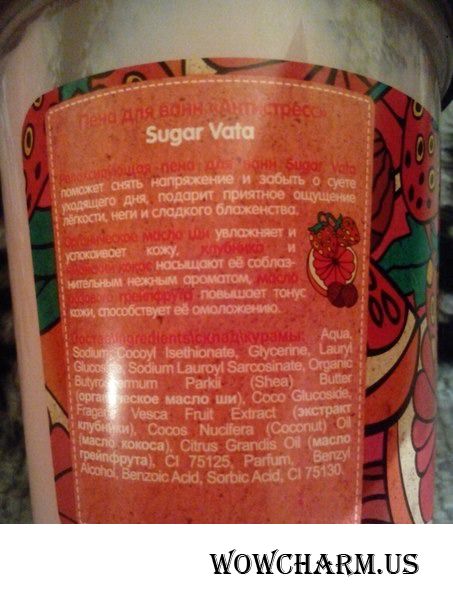 Пена для ванн «Антистресс»
Sugar Vata
Релаксирующая пена для ванн Sugar Vata
поможет снять напряжение и забыть о суете
уходящего дня, подарит приятное ощущение
лёгкости, неги и сладкого блаженства.
Органическое масло ши увлажняет и
успокаивает кожу, клубника и
кокос насыщают её соблаз-
нительным нежным ароматом, масло
грейпфрута повышает тонус
кожи, способствует её омоложению.
Состав/ingredients/склад/құрамы: Aqua,
Sodium Cocoyl Isethionate, Glycerine, Lauryl
Glucoside, Sodium Lauroyl Sarcosinate, Organic
Butyrospermum Parkii (Shea) Butter
(органическое масло ши), Coco Glucoside,
Fragaria Vesca Fruit Extract (экстракт
клубники), Cocos Nucifera (Coconut) Oil
(масло кокоса), Citrus Grandis Oil (масло
грейпфрута), CI 75125, Parfum, Benzyl
Alcohol, Benzoic Acid, Sorbic Acid, CI 75130.
WOWCHARM.US